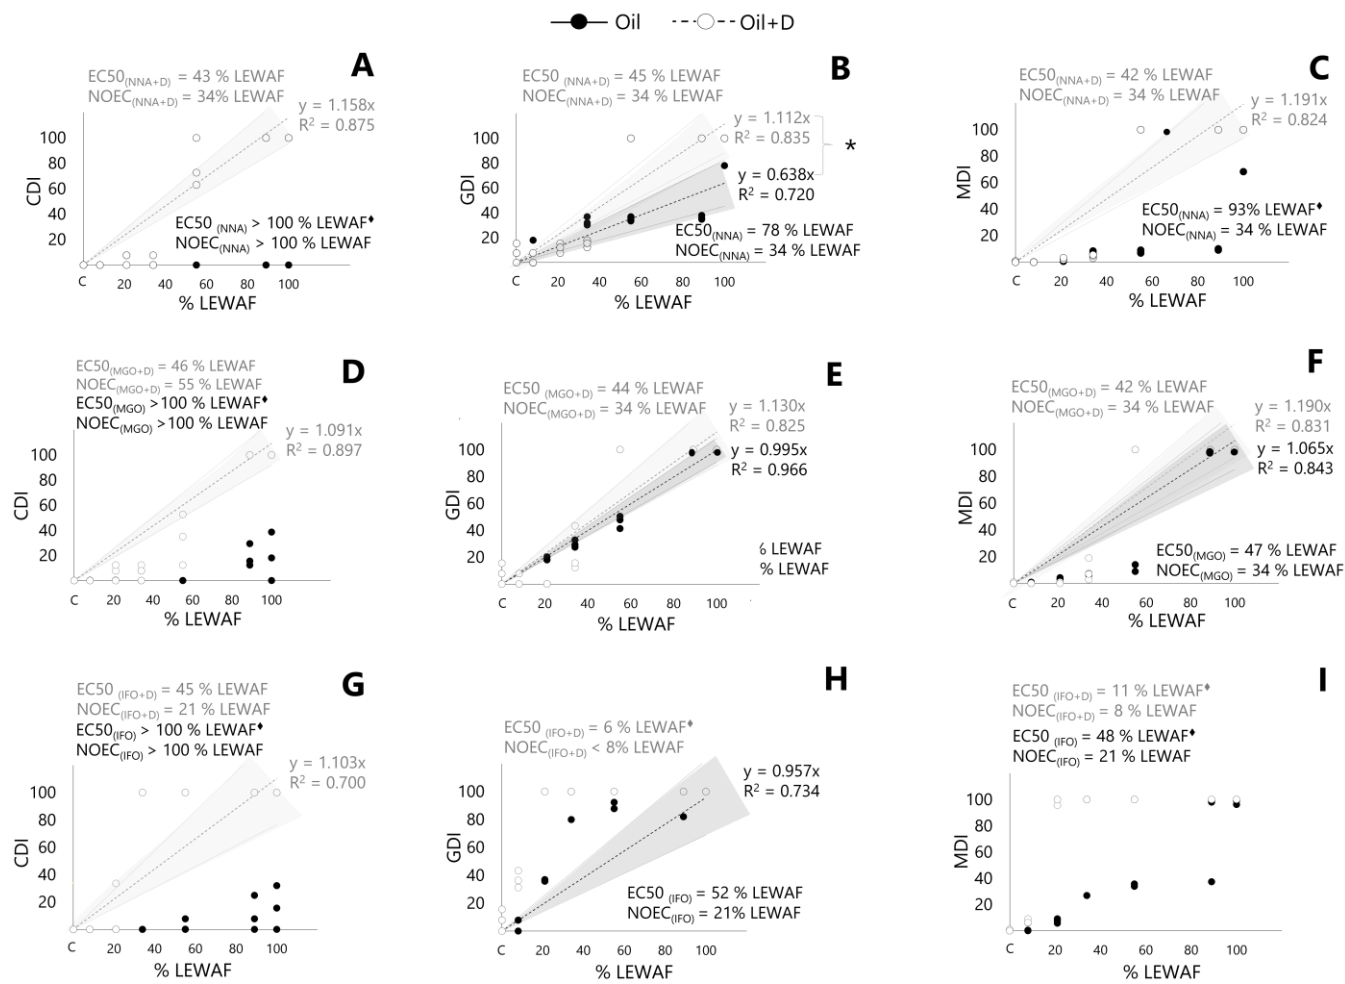 Oil Oil+D
A
EC50(NNA+D) = 43 % LEWAF
NOEC(NNA+D) = 34% LEWAF
y = 1.158x
R² = 0.875
100
80
60
40
20
CDI
EC50 (NNA) > 100 % LEWAF♦
NOEC(NNA) > 100 % LEWAF
C 20 40 60 80 100
% LEWAF
B
EC50 (NNA+D) = 45 % LEWAF
NOEC(NNA+D) = 34 % LEWAF
y = 1.112x
R² = 0.835
*
y = 0.638x
R² = 0.720
100
80
60
40
20
GDI
EC50 (NNA) = 78 % LEWAF
NOEC(NNA) = 34 % LEWAF
C 20 40 60 80 100
% LEWAF
C
EC50 (NNA+D) = 42 % LEWAF
NOEC(NNA+D) = 34 % LEWAF
y = 1.191x
R² = 0.824
100
80
60
40
20
MDI
EC50(NNA) = 93% LEWAF♦
NOEC(NNA) = 34 % LEWAF
C 20 40 60 80 100
% LEWAF
D
EC50(MGO+D) = 46 % LEWAF
NOEC(MGO+D) = 55 % LEWAF
EC50(MGO) >100 % LEWAF♦
NOEC(MGO) >100 % LEWAF
y = 1.091x
R² = 0.897
100
80
60
40
20
CDI
C 20 40 60 80 100
% LEWAF
E
EC50 (MGO+D) = 44 % LEWAF
NOEC(MGO+D) = 34 % LEWAF
y = 1.130x
R² = 0.825
y = 0.995x
R² = 0.966
100
80
60
40
20
GDI
% LEWAF
% LEWAF
C 20 40 60 80 100
% LEWAF
F
EC50(MGO+D) = 42 % LEWAF
NOEC(MGO+D) = 34 % LEWAF
y = 1.190x
R² = 0.831
y = 1.065x
R² = 0.843
100
80
60
40
20
MDI
EC50(MGO) = 47 % LEWAF
NOEC(MGO) = 34 % LEWAF
C 20 40 60 80 100
% LEWAF
G
EC50 (IFO+D) = 45 % LEWAF
NOEC(IFO+D) = 21 % LEWAF
EC50(IFO) > 100 % LEWAF♦
NOEC(IFO) > 100 % LEWAF
y = 1.103x
R² = 0.700
100
80
60
40
20
CDI
C 20 40 60 80 100
% LEWAF
H
EC50 (IFO+D) = 6 % LEWAF♦
NOEC(IFO+D) < 8% LEWAF
y = 0.957x
R² = 0.734
100
80
60
40
20
GDI
EC50 (IFO) = 52 % LEWAF
NOEC(IFO) = 21% LEWAF
C 20 40 60 80 100
% LEWAF
I
EC50 (IFO+D) = 11 % LEWAF♦
NOEC(IFO+D) = 8 % LEWAF
EC50 (IFO) = 48 % LEWAF♦
NOEC(IFO) = 21 % LEWAF
100
80
60
40
20
MDI
C 20 40 60 80 100
% LEWAF